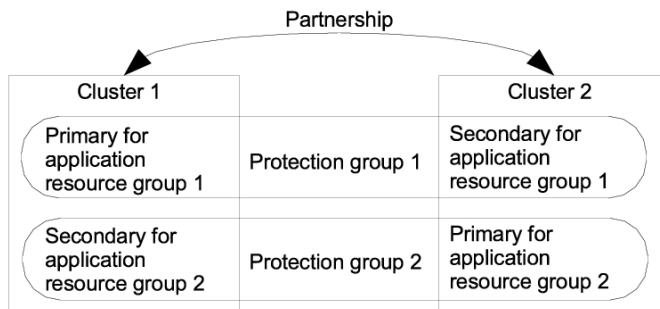 Partnership
Cluster 1
Cluster 2
Primary for
application
resource group 1
Protection group 1
Secondary for
application
resource group 1
Secondary for
application
resource group 2
Protection group 2
Primary for
application
resource group 2